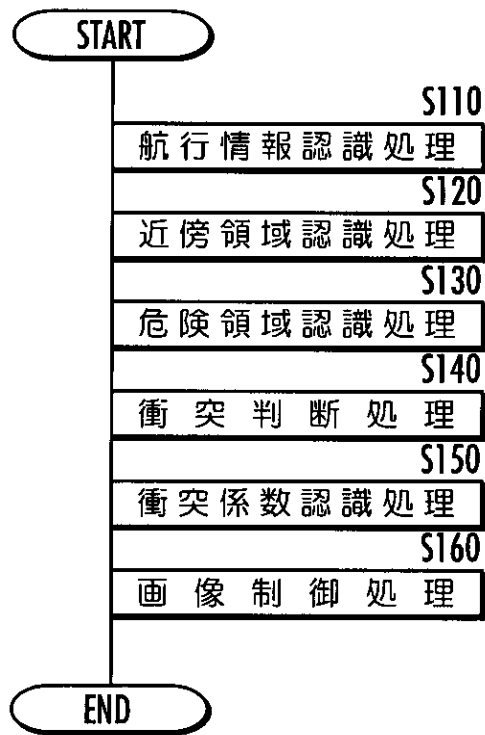 START
S110
航行情報認識処理
S120
近傍領域認識処理
S130
危険領域認識処理
S140
衝突判断処理
S150
衝突係数認識処理
S160
画像制御処理
END